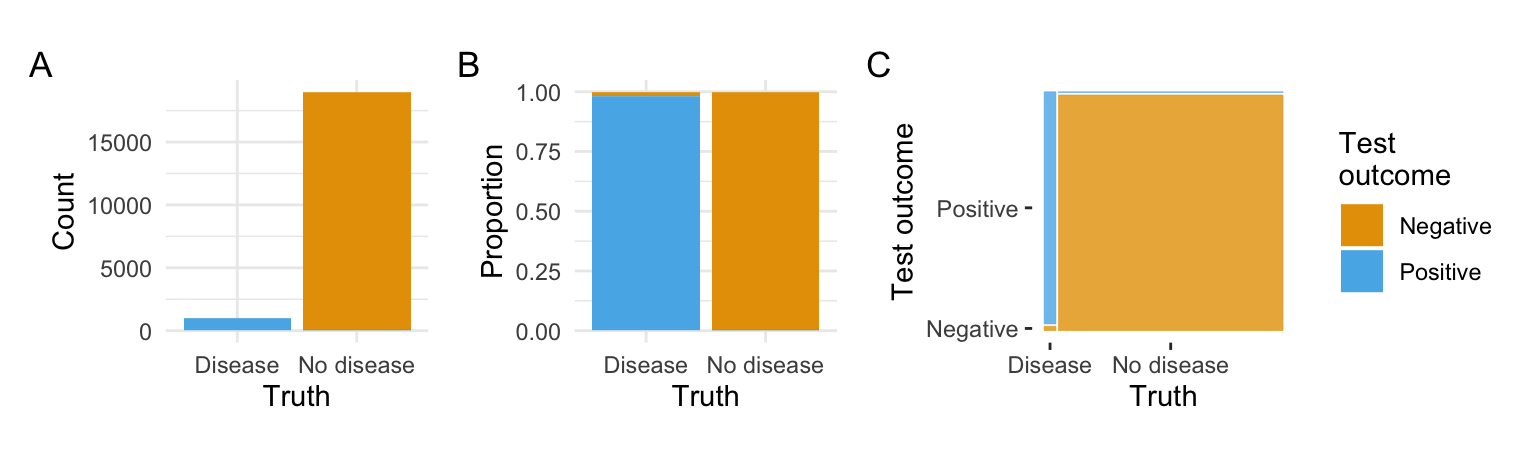 A
Count
15000
10000
5000
0
Disease
No disease
Truth
B
Proportion
1.00
0.75
0.50
0.25
0.00
Disease
No disease
Truth
C
Test outcome
Positive
Negative
Disease
No disease
Truth
Test
outcome
Negative
Positive